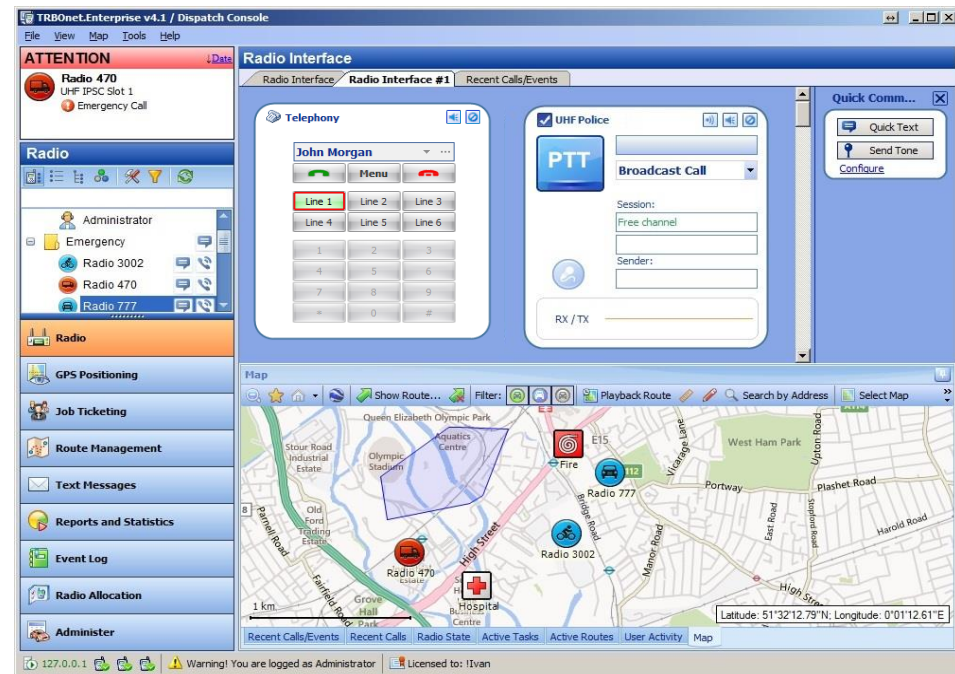 TRBOnet.Enterprise v4.1 / Dispatch Console
File View Map Tools Help
ATTENTION ↓Date
Radio 470
UHF IPSC Slot 1
Emergency Call
Radio
Administrator
Emergency
Radio 3002
Radio 470
Radio 777
Radio
GPS Positioning
Job Ticketing
Route Management
Text Messages
Reports and Statistics
Event Log
Radio Allocation
Administer
Radio Interface
Radio Interface Radio Interface #1 Recent Calls/Events
Telephony
John Morgan ...
Menu
Line 1 Line 2 Line 3
Line 4 Line 5 Line 6
1 2 3
4 5 6
7 8 9
* 0 #
UHF Police
PTT
Broadcast Call
Session:
Free channel
Sender:
RX / TX
Quick Comm...
Quick Text
Send Tone
Configure
Map
Show Route... Filter: Playback Route Search by Address Select Map
Queen Elizabeth Olympic Park
E3
Aquatics
Centre
Stour Road
Industrial
Estate
Olympic
Stadium
E15
Fire
112
Vicarage Lane
West Ham Park
Upton Road
Portway
Plashet Road
Radio 777
8
Parnell Road
Old
Ford
Trading
Estate
High Street
Bridge Road
Radio 3002
Manor Road
East Road
Stopford Road
Harold Road
Radio 470
Estate
Fairfield Road
Grove
Hall
Park
Hospital
Centre
High Stre
1 km
Latitude: 51°32'12.79"N; Longitude: 0°01'12.61"E
Recent Calls/Events Recent Calls Radio State Active Tasks Active Routes User Activity Map
127.0.0.1 Warning! You are logged as Administrator Licensed to: !Ivan